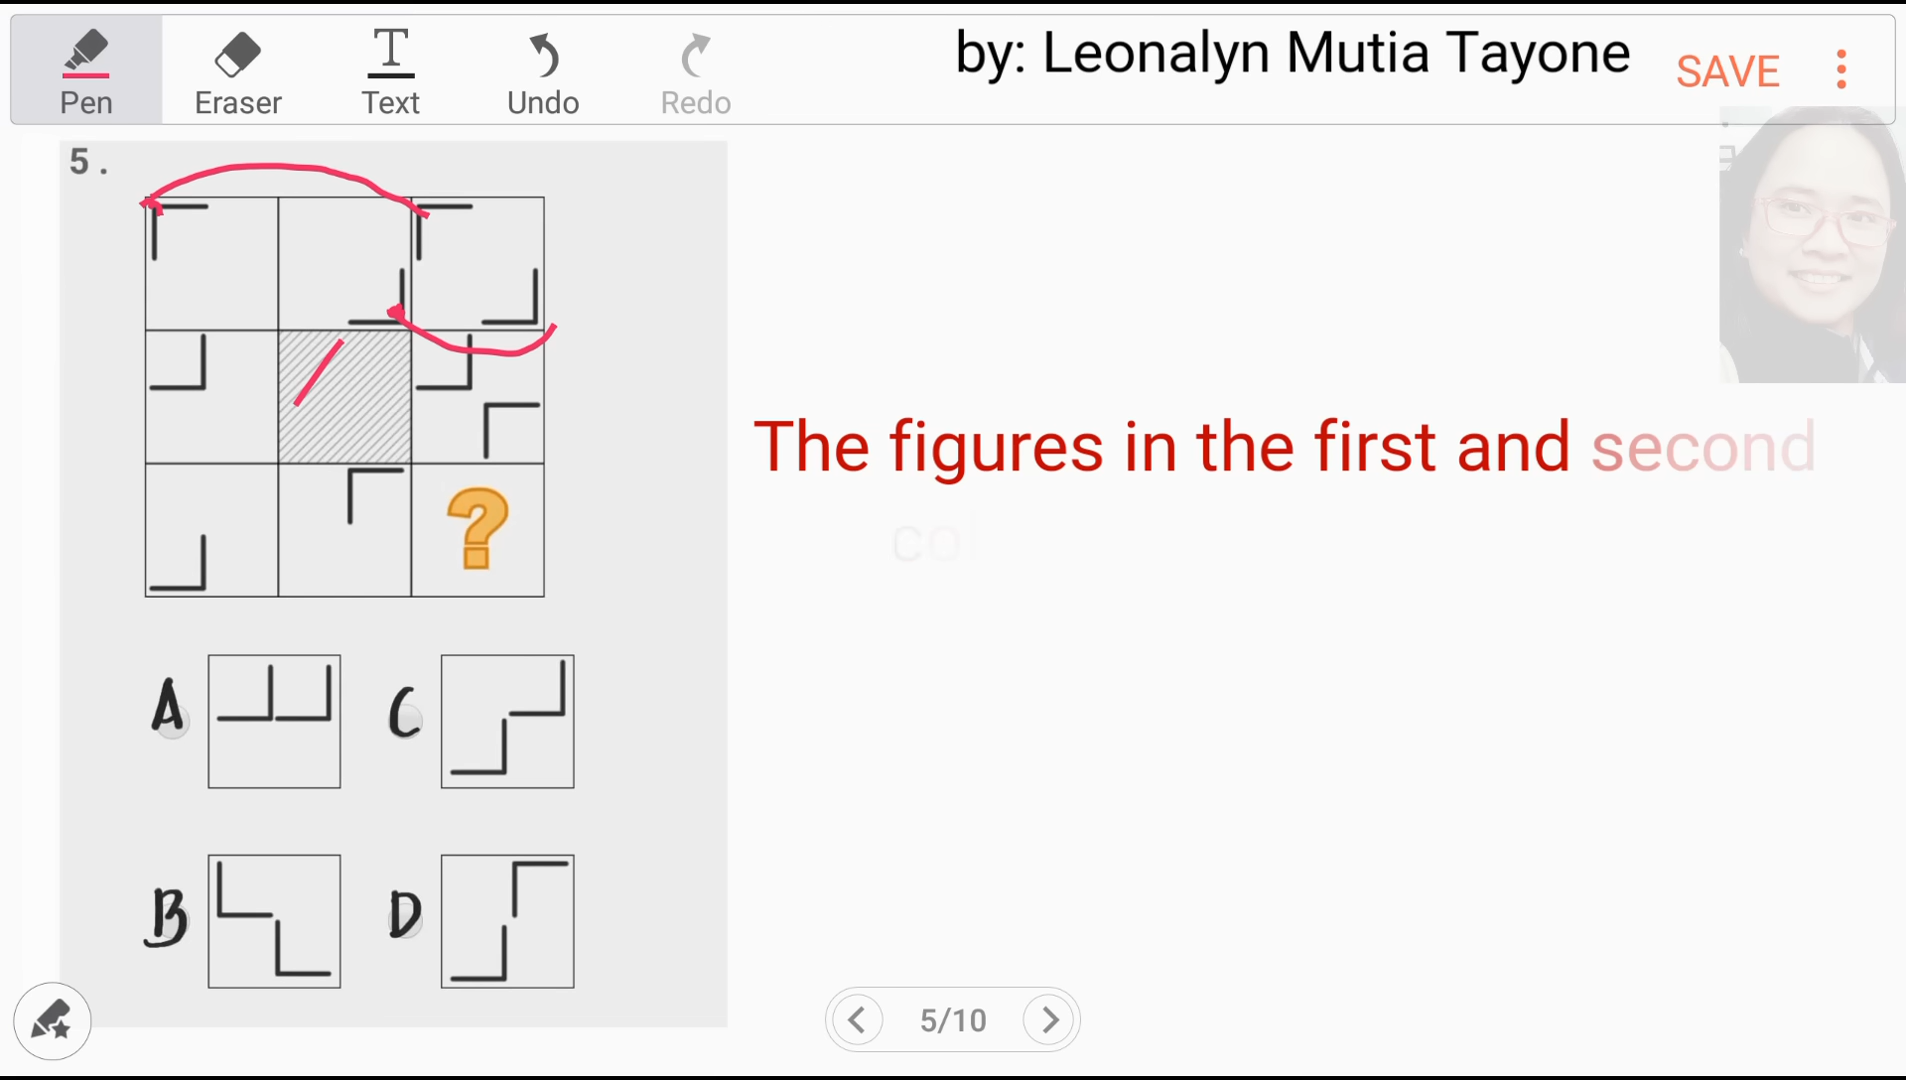 Pen
Eraser
Text
Undo
Redo
by: Leonalyn Mutia Tayone
SAVE
5.
?
The figures in the first and second
co
A
C
B
D
5/10